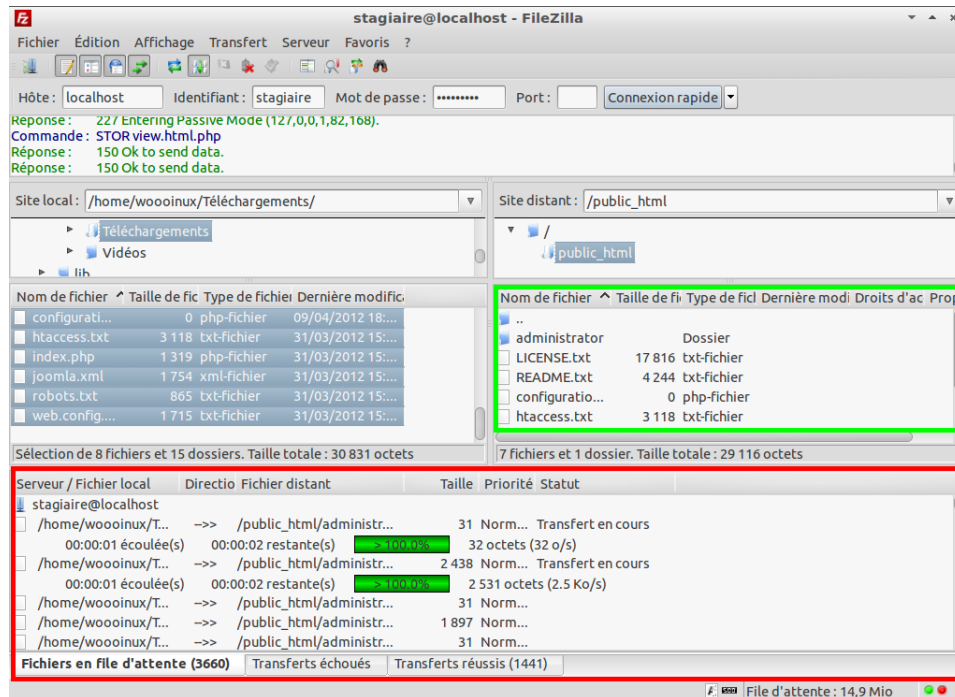 stagiaire@localhost - FileZilla
Fichier Édition Affichage Transfert Serveur Favoris ?
Hôte : localhost Identifiant : stagiaire Mot de passe : ••••••••• Port : Connexion rapide
Réponse : 227 Entering Passive Mode (127,0,0,1,82,168).
Commande : STOR view.html.php
Réponse : 150 Ok to send data.
Réponse : 150 Ok to send data.
Site local : /home/woooinux/Téléchargements/
Téléchargements
Vidéos
lib
Site distant : /public_html
/
public_html
Nom de fichier Taille de fic Type de fichier Dernière modific
configurati... 0 php-fichier 09/04/2012 18:...
htaccess.txt 3 118 txt-fichier 31/03/2012 15:...
index.php 1 319 php-fichier 31/03/2012 15:...
joomla.xml 1 754 xml-fichier 31/03/2012 15:...
robots.txt 865 txt-fichier 31/03/2012 15:...
web.config.... 1 715 txt-fichier 31/03/2012 15:...
Sélection de 8 fichiers et 15 dossiers. Taille totale : 30 831 octets
Nom de fichier Taille de fi Type de fichi Dernière modi Droits d'ac Prop
..
administrator Dossier
LICENSE.txt 17 816 txt-fichier
README.txt 4 244 txt-fichier
configuratio... 0 php-fichier
htaccess.txt 3 118 txt-fichier
7 fichiers et 1 dossier. Taille totale : 29 116 octets
Serveur / Fichier local Directio Fichier distant Taille Priorité Statut
stagiaire@localhost
/home/woooinux/T... -->> /public_html/administr... 31 Norm... Transfert en cours
00:00:01 écoulée(s) 00:00:02 restante(s) > 100.0% 32 octets (32 o/s)
/home/woooinux/T... -->> /public_html/administr... 2 438 Norm... Transfert en cours
00:00:01 écoulée(s) 00:00:02 restante(s) > 100.0% 2 531 octets (2.5 Ko/s)
/home/woooinux/T... -->> /public_html/administr... 31 Norm...
/home/woooinux/T... -->> /public_html/administr... 1 897 Norm...
/home/woooinux/T... -->> /public_html/administr... 31 Norm...
Fichiers en file d'attente (3660) Transferts échoués Transferts réussis (1441)
File d'attente : 14,9 Mio